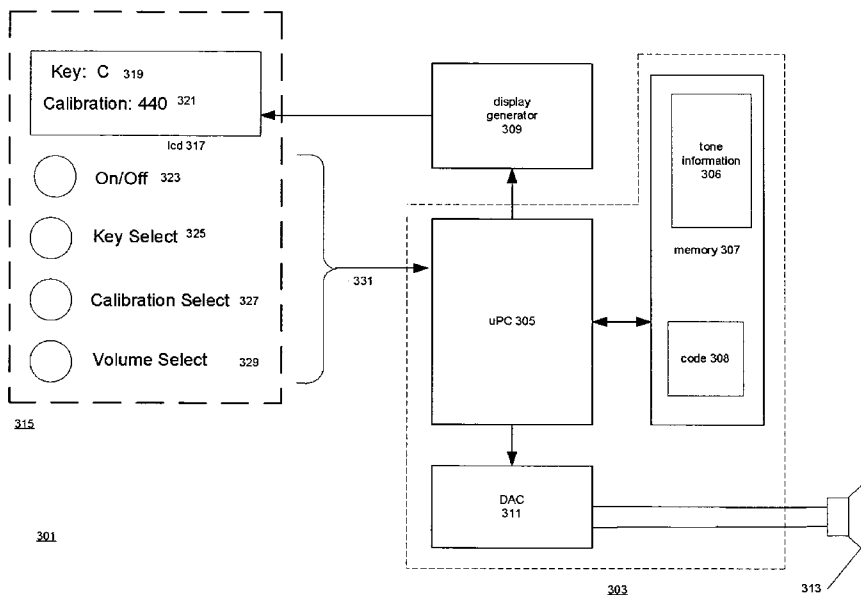 Key: C 319
Calibration: 440 321
lcd 317
On/Off 323
Key Select 325
Calibration Select 327
Volume Select 329
315
301
331
display
generator
309
uPC 305
tone
information
306
memory 307
code 308
DAC
311
303
313